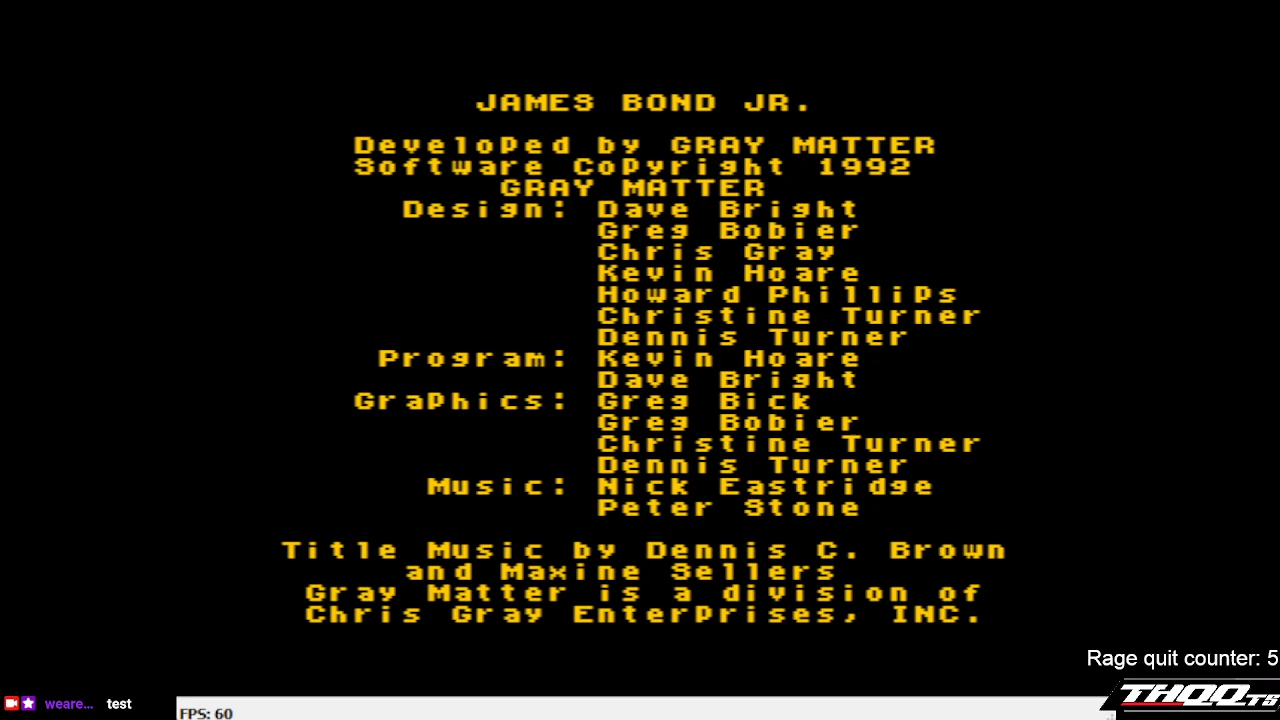 JAMES BOND JR.
Developed by GRAY MATTER
Software Copyright 1992
GRAY MATTER
Design: Dave Bright
Greg Bobier
Chris Gray
Kevin Hoare
Howard Phillips
Christine Turner
Dennis Turner
Program: Kevin Hoare
Dave Bright
Graphics: Greg Bick
Greg Bobier
Christine Turner
Dennis Turner
Music: Nick Eastridge
Peter Stone
Title Music by Dennis C. Brown
and Maxine Sellers
Gray Matter is a division of
Chris Gray Enterprises, INC.
Rage quit counter: 5
THQQ.TS
weare... test
FPS: 60